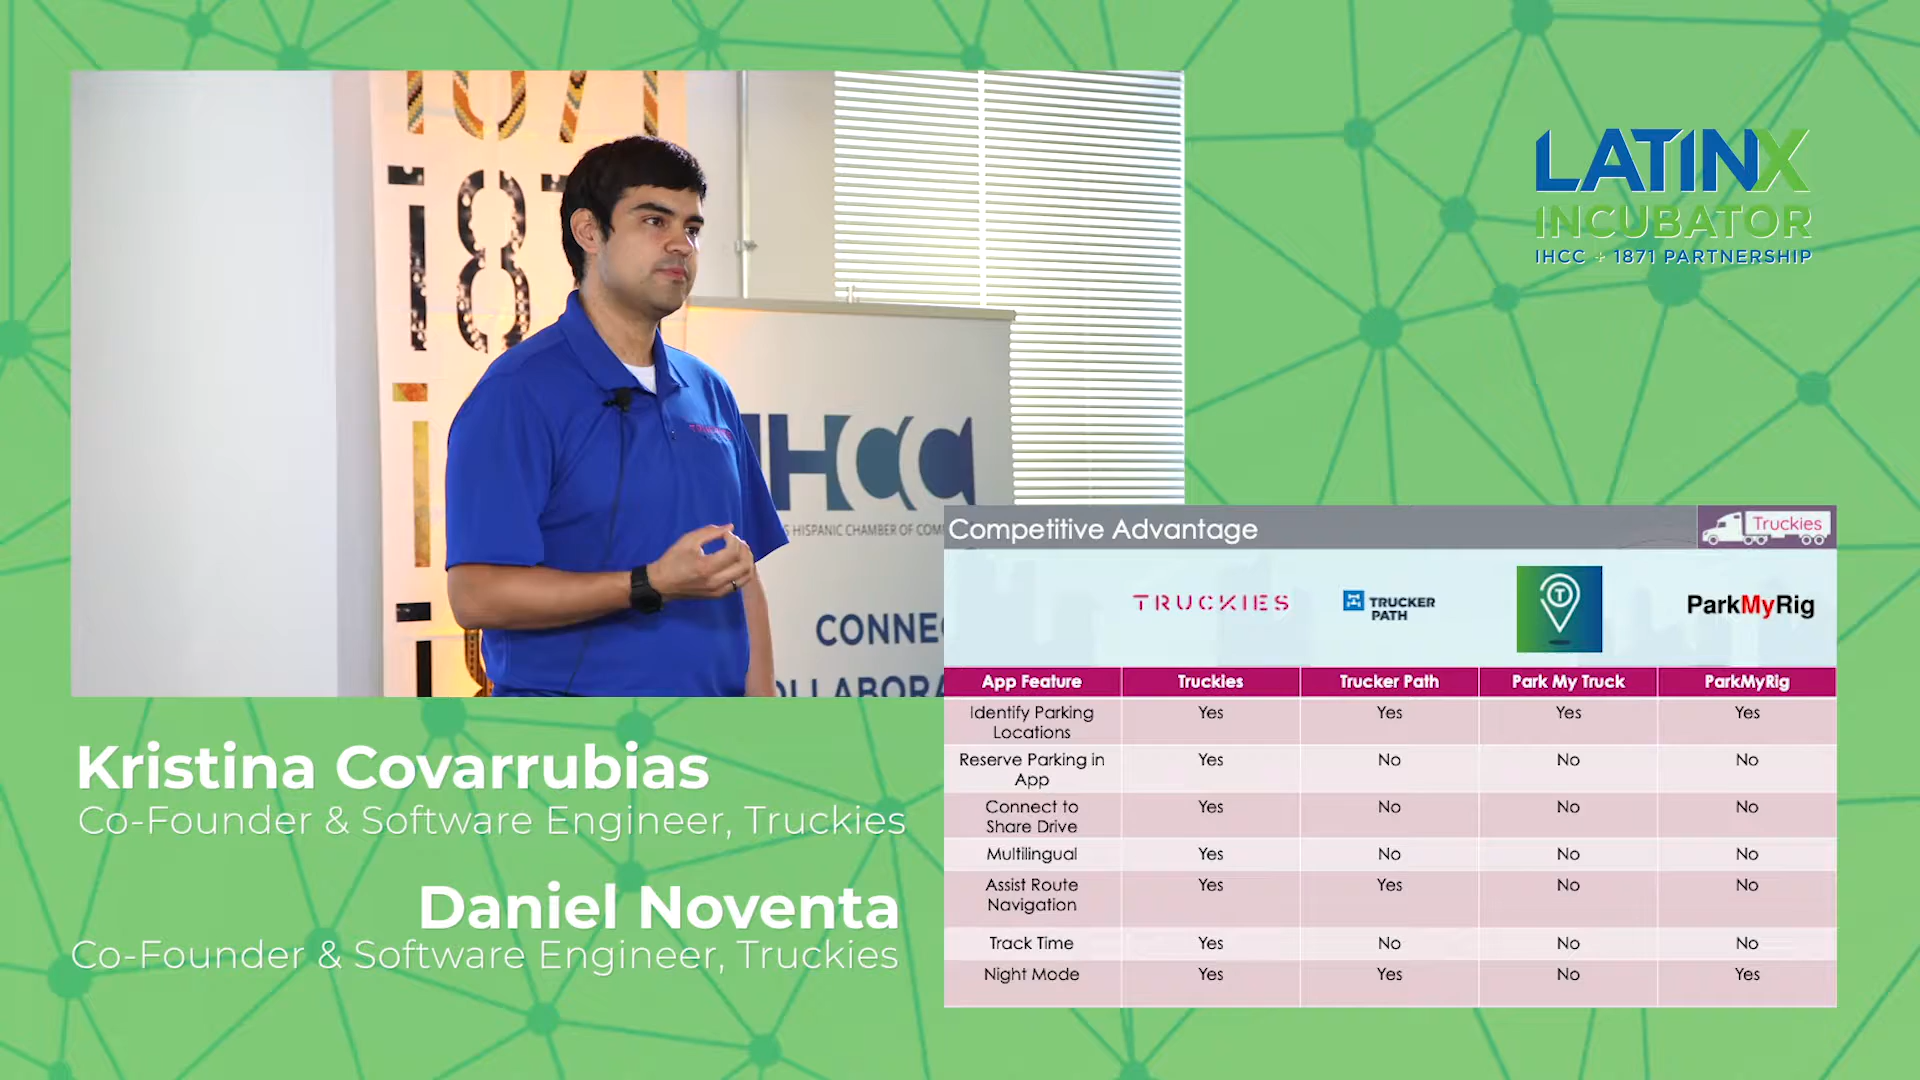 1871
187
18
IHCC
S HISPANIC CHAMBER OF COM
CONNE
OLLABORA
LATINX
INCUBATOR
IHCC + 1871 PARTNERSHIP
Kristina Covarrubias
Co-Founder & Software Engineer, Truckies
Daniel Noventa
Co-Founder & Software Engineer, Truckies
Competitive Advantage
Truckies
TRUCKIES
TRUCKER
PATH
T
ParkMyRig
App Feature Truckies Trucker Path Park My Truck ParkMyRig
Identify Parking Locations Yes Yes Yes Yes
Reserve Parking in App Yes No No No
Connect to Share Drive Yes No No No
Multilingual Yes No No No
Assist Route Navigation Yes Yes No No
Track Time Yes No No No
Night Mode Yes Yes No Yes